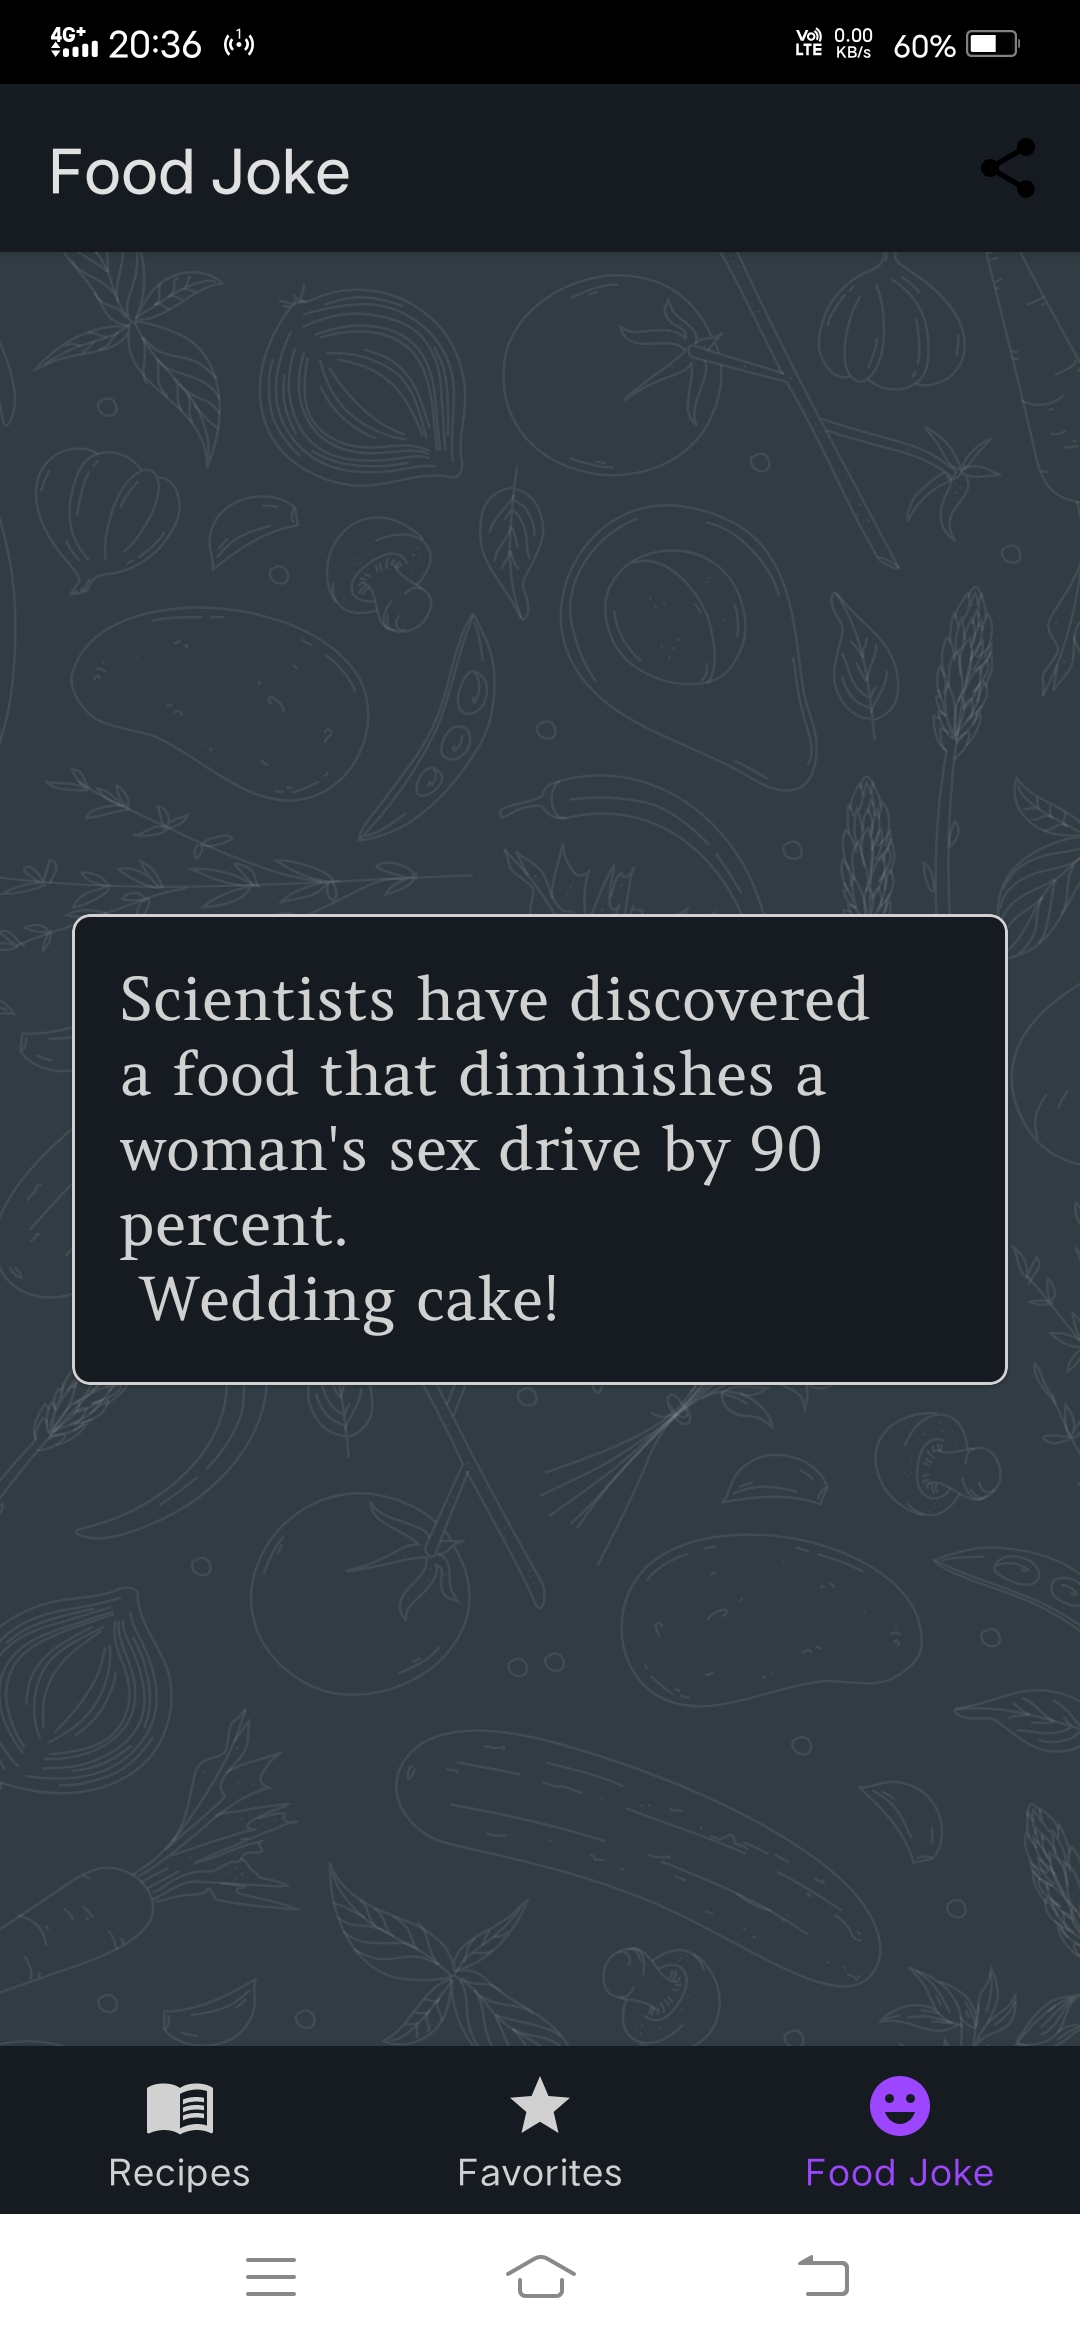 4G+ 20:36 1 Vo) LTE 0.00 KB/s 60%
Food Joke
Scientists have discovered
a food that diminishes a
woman's sex drive by 90
percent.
Wedding cake!
Recipes Favorites Food Joke